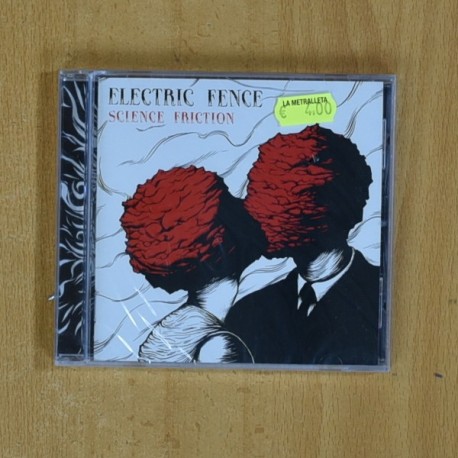 ELECTRIC FENCE
SCIENCE FRICTION
LA METRALLETA
€ 4.00